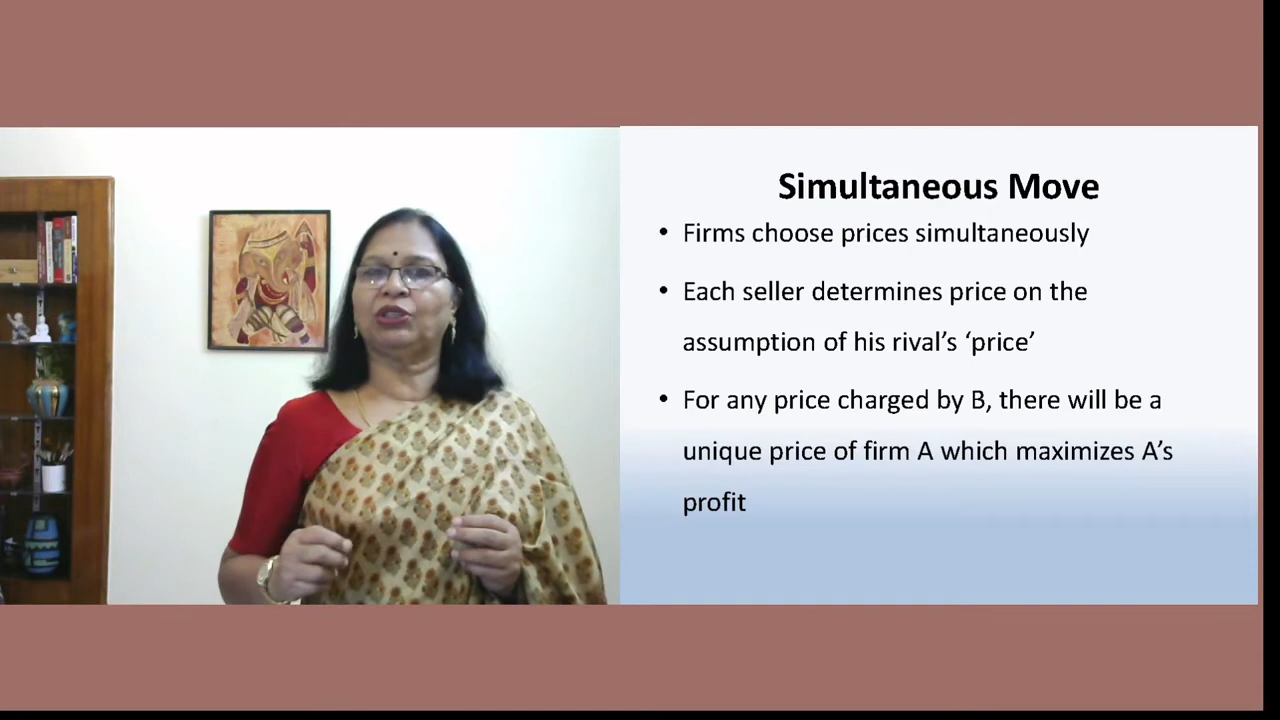 Simultaneous Move
• Firms choose prices simultaneously
• Each seller determines price on the
assumption of his rival’s ‘price’
• For any price charged by B, there will be a
unique price of firm A which maximizes A’s
profit